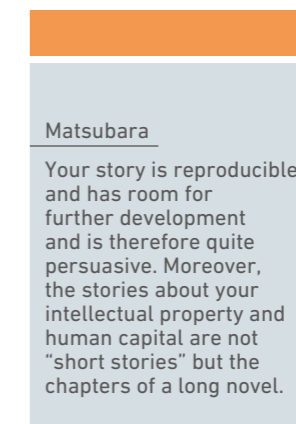 Matsubara
Your story is reproducible
and has room for
further development
and is therefore quite
persuasive. Moreover,
the stories about your
intellectual property and
human capital are not
“short stories” but the
chapters of a long novel.